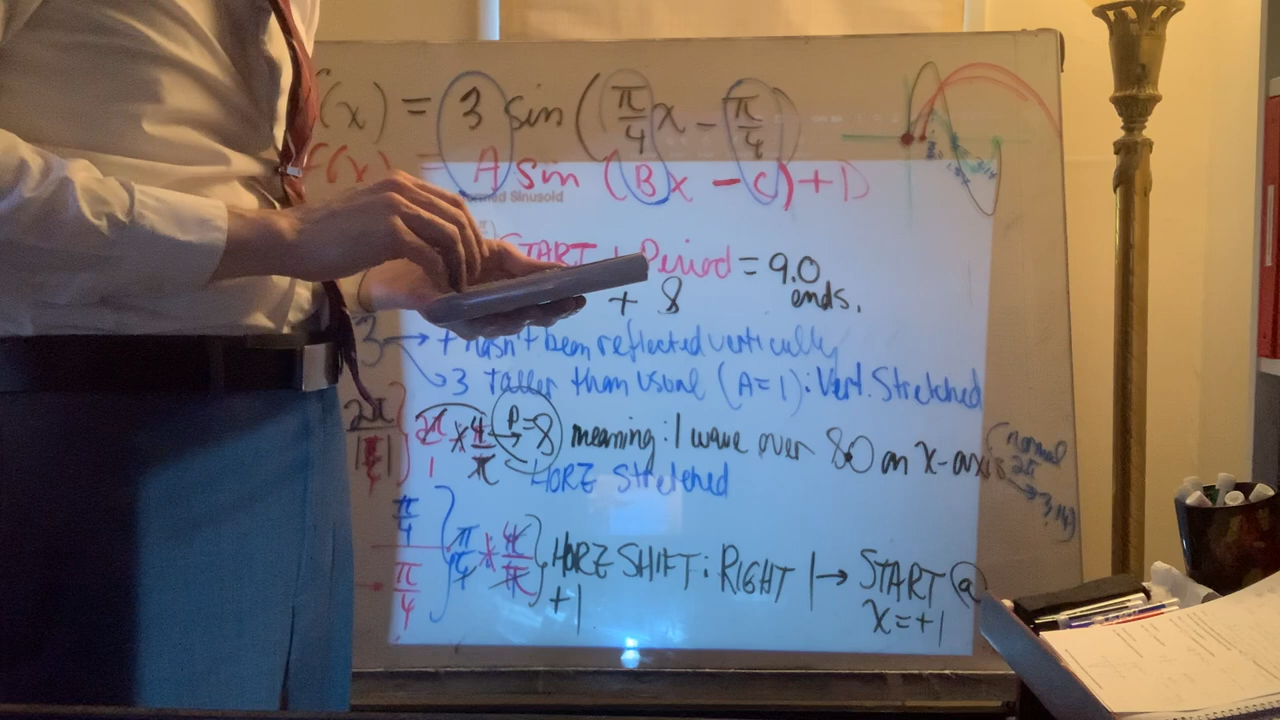 f(x) = 3 sin (π/4 x - π/4)
f(x) = A sin (Bx - C) + D
Sinusoid
START + Period = 9.0
+ 8 ends.
3 → + hasn't been reflected vertically
3 Taller than usual (A=1): Vert. Stretched
2π/|π/4| } 2π/1 * 4/π → P=8 meaning: 1 wave over 8.0 on x-axis (normal 2π
HORZ Stretched
π/4 / π/4 } π/4 * 4/π } HORZ SHIFT: RIGHT 1 → START @
+1 x=+1